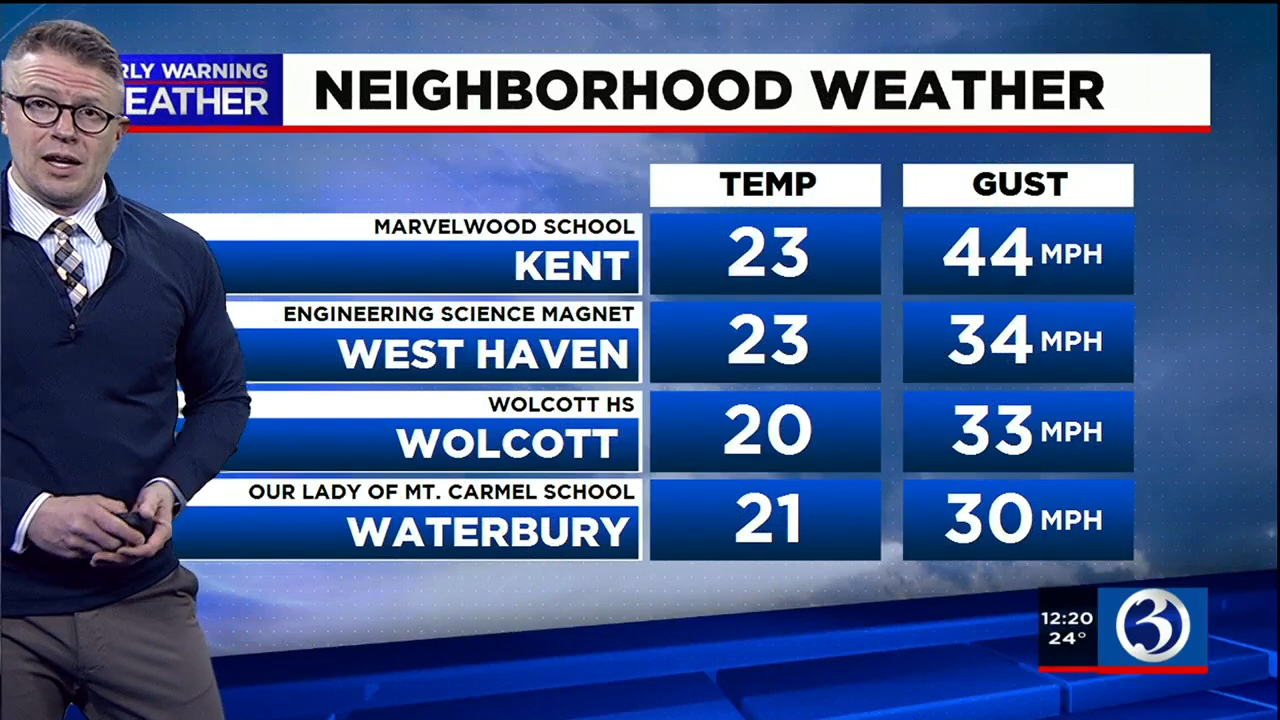 RLY WARNING
EATHER
NEIGHBORHOOD WEATHER
TEMP GUST
MARVELWOOD SCHOOL
KENT 23 44 MPH
ENGINEERING SCIENCE MAGNET
WEST HAVEN 23 34 MPH
WOLCOTT HS
WOLCOTT 20 33 MPH
OUR LADY OF MT. CARMEL SCHOOL
WATERBURY 21 30 MPH
12:20
24°
3